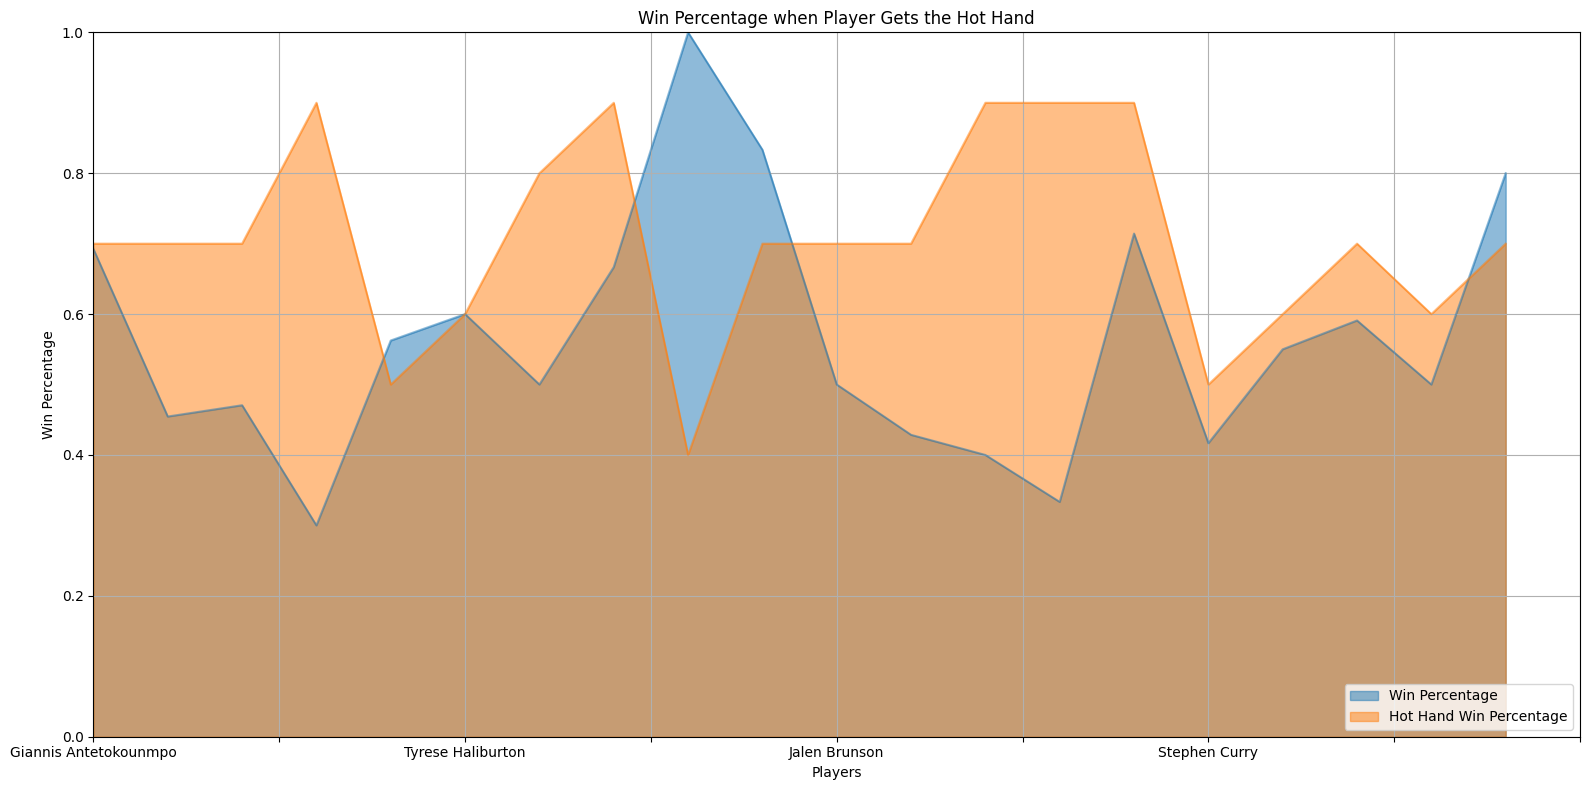 Win Percentage when Player Gets the Hot Hand
1.0
0.8
0.6
0.4
0.2
0.0
Win Percentage
Win Percentage
Hot Hand Win Percentage
Giannis Antetokounmpo
Tyrese Haliburton
Jalen Brunson
Stephen Curry
Players